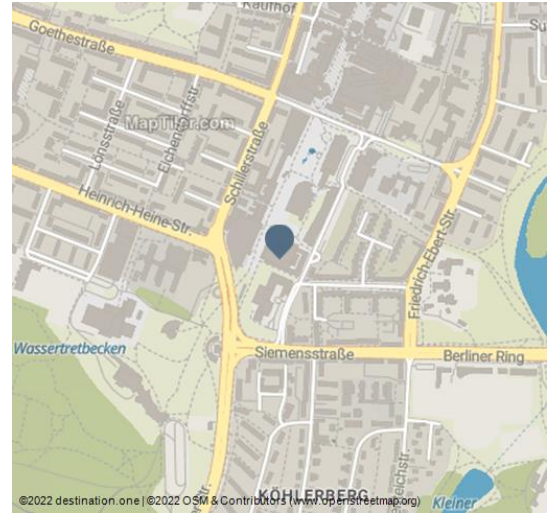 Kaufhof
Goethestraße
Lönsstraße
Eichendorffstr.
MapTiler.com
Schillerstraße
Heinrich-Heine-Str.
Friedrich-Ebert-Str.
Wassertretbecken
Siemensstraße
Berliner Ring
KÖHLERBERG
Kleiner
©2022 destination.one | ©2022 OSM & Contributors (www.openstreetmap.org)